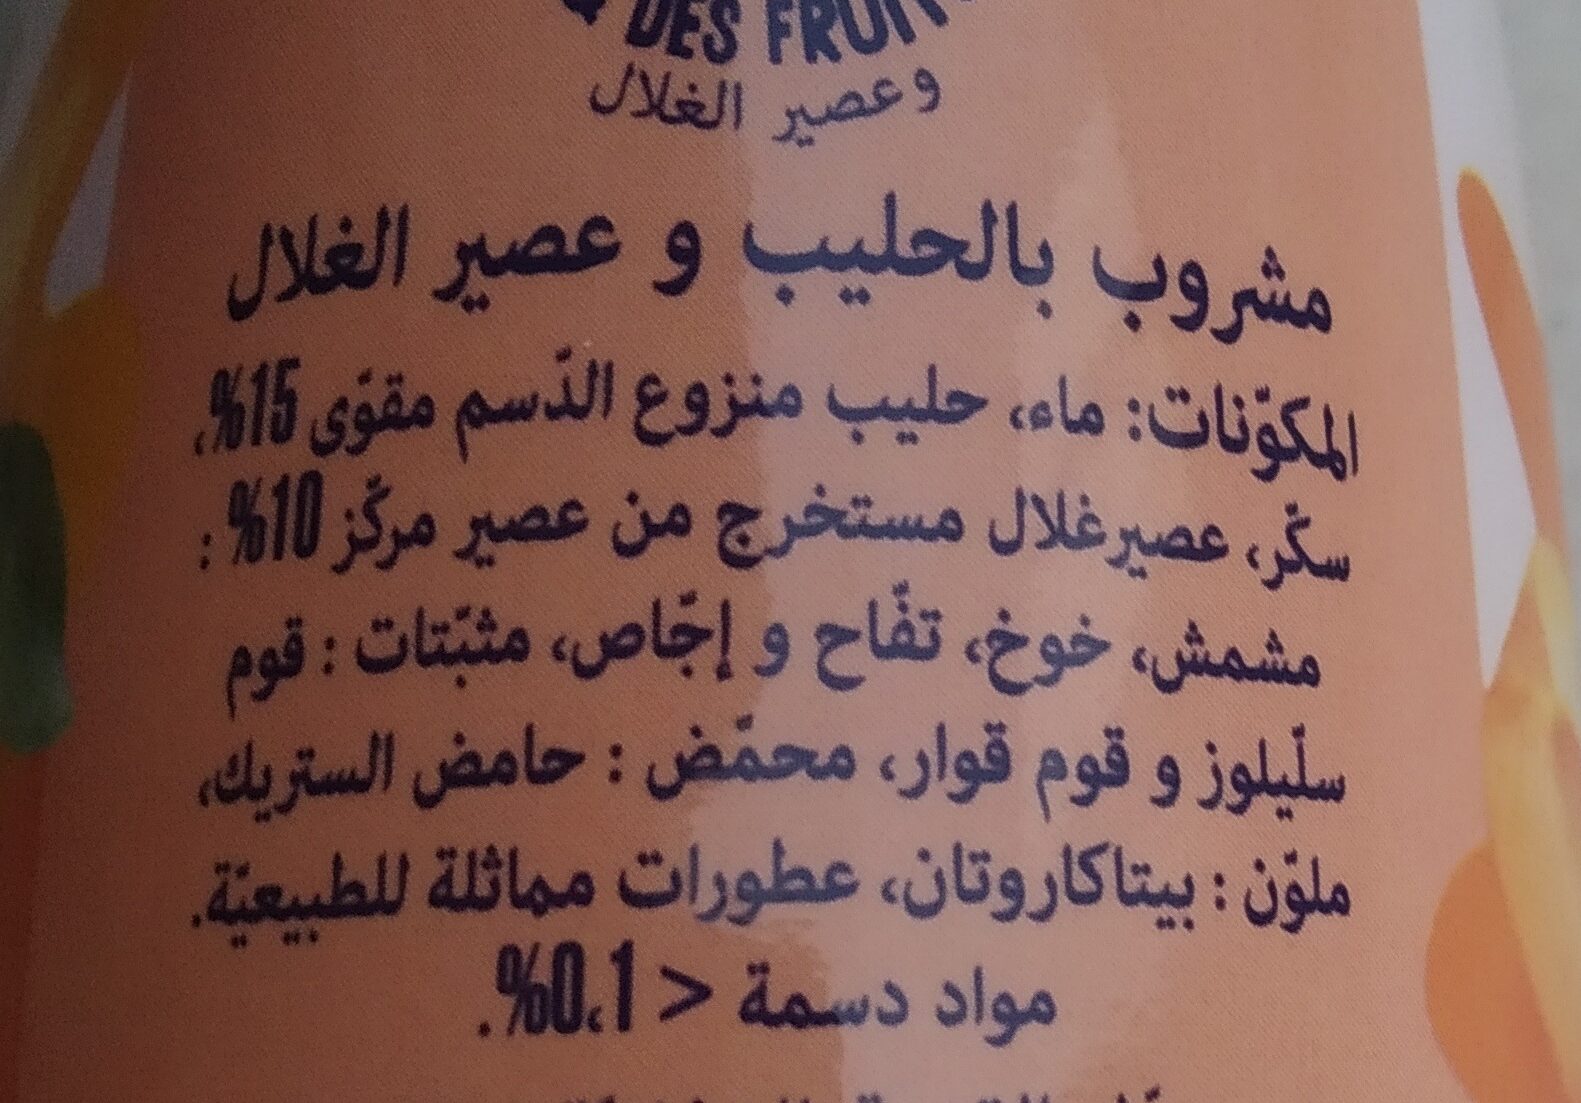 DES FRUITS
وعصير الغلال
مشروب بالحليب و عصير الغلال
المكوّنات: ماء، حليب منزوع الدّسم مقوّى 15%،
سكّر، عصيرغلال مستخرج من عصير مركّز 10% :
مشمش، خوخ، تفّاح و إجّاص، مثبّتات : قوم
سلّيلوز و قوم قوار، محمّض : حامض الستريك،
ملوّن : بيتاكاروتان، عطورات مماثلة للطبيعيّة.
مواد دسمة < 0،1%.